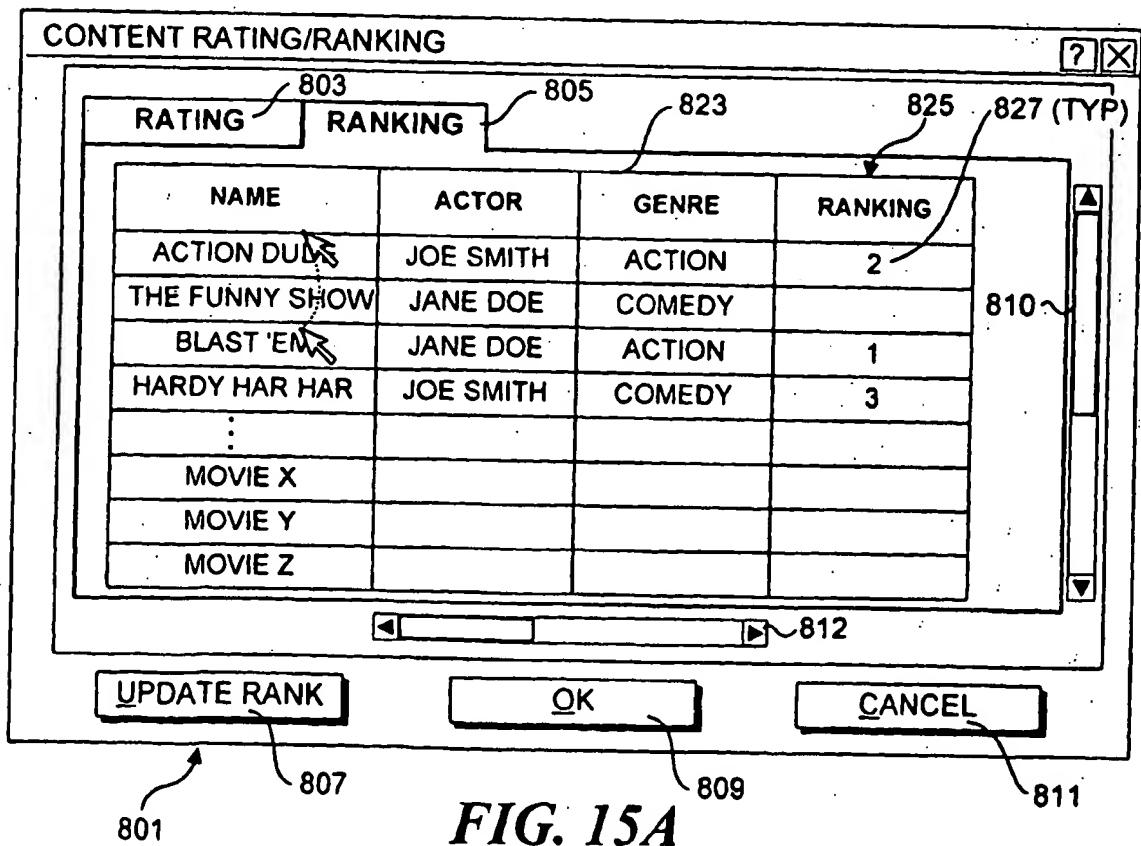 CONTENT RATING/RANKING ? X
803 805 823 825 827 (TYP)
RATING RANKING
NAME ACTOR GENRE RANKING
ACTION DUDE JOE SMITH ACTION 2
THE FUNNY SHOW JANE DOE COMEDY
810
BLAST 'EM JANE DOE ACTION 1
HARDY HAR HAR JOE SMITH COMEDY 3
⋮
MOVIE X
MOVIE Y
MOVIE Z
812
UPDATE RANK OK CANCEL
801 807 809 811
FIG. 15A